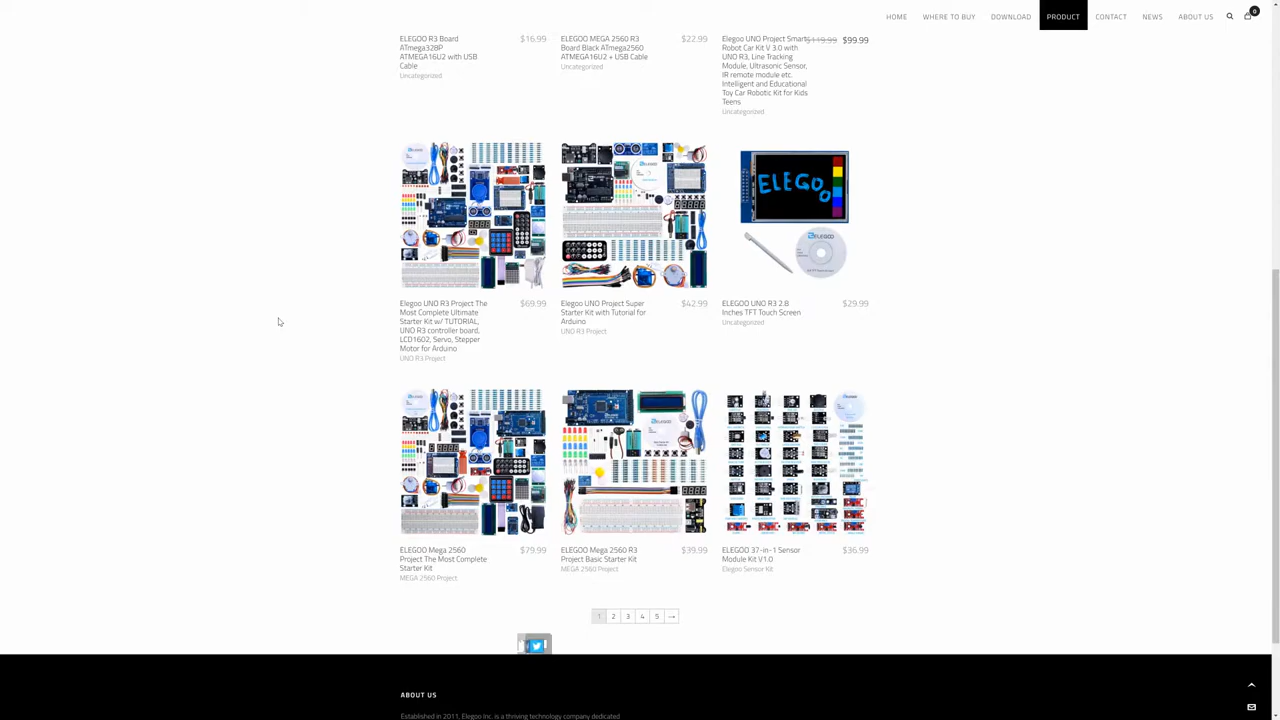 HOME WHERE TO BUY DOWNLOAD PRODUCT CONTACT NEWS ABOUT US 0
ELEGOO R3 Board
ATmega328P
ATMEGA16U2 with USB
Cable
$16.99
Uncategorized
ELEGOO MEGA 2560 R3
Board Black ATmega2560
ATMEGA16U2 + USB Cable
$22.99
Uncategorized
Elegoo UNO Project Smart
Robot Car Kit V 3.0 with
UNO R3, Line Tracking
Module, Ultrasonic Sensor,
IR remote module etc.
Intelligent and Educational
Toy Car Robotic Kit for Kids
Teens
$119.99 $99.99
Uncategorized
ELEGOO
ELEGOO
Elegoo UNO R3 Project The
Most Complete Ultimate
Starter Kit w/ TUTORIAL,
UNO R3 controller board,
LCD1602, Servo, Stepper
Motor for Arduino
$69.99
UNO R3 Project
Elegoo UNO Project Super
Starter Kit with Tutorial for
Arduino
$42.99
UNO R3 Project
ELEGOO UNO R3 2.8
Inches TFT Touch Screen
$29.99
Uncategorized
ELEGOO Mega 2560
Project The Most Complete
Starter Kit
$79.99
MEGA 2560 Project
ELEGOO Mega 2560 R3
Project Basic Starter Kit
$39.99
MEGA 2560 Project
ELEGOO 37-in-1 Sensor
Module Kit V1.0
$36.99
Elegoo Sensor Kit
1 2 3 4 5 →
ABOUT US
Established in 2011, Elegoo Inc. is a thriving technology company dedicated